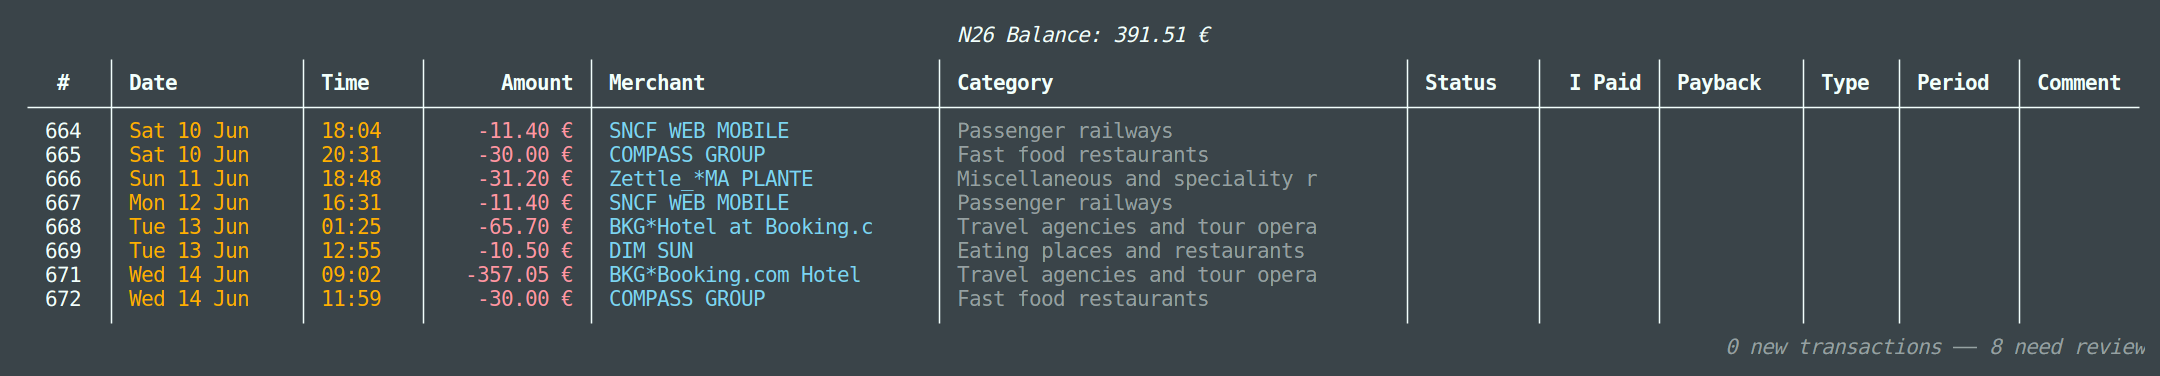 N26 Balance: 391.51 €
# Date Time Amount Merchant Category Status I Paid Payback Type Period Comment
664 Sat 10 Jun 18:04 -11.40 € SNCF WEB MOBILE Passenger railways
665 Sat 10 Jun 20:31 -30.00 € COMPASS GROUP Fast food restaurants
666 Sun 11 Jun 18:48 -31.20 € Zettle_*MA PLANTE Miscellaneous and speciality r
667 Mon 12 Jun 16:31 -11.40 € SNCF WEB MOBILE Passenger railways
668 Tue 13 Jun 01:25 -65.70 € BKG*Hotel at Booking.c Travel agencies and tour opera
669 Tue 13 Jun 12:55 -10.50 € DIM SUN Eating places and restaurants
671 Wed 14 Jun 09:02 -357.05 € BKG*Booking.com Hotel Travel agencies and tour opera
672 Wed 14 Jun 11:59 -30.00 € COMPASS GROUP Fast food restaurants
0 new transactions —— 8 need review